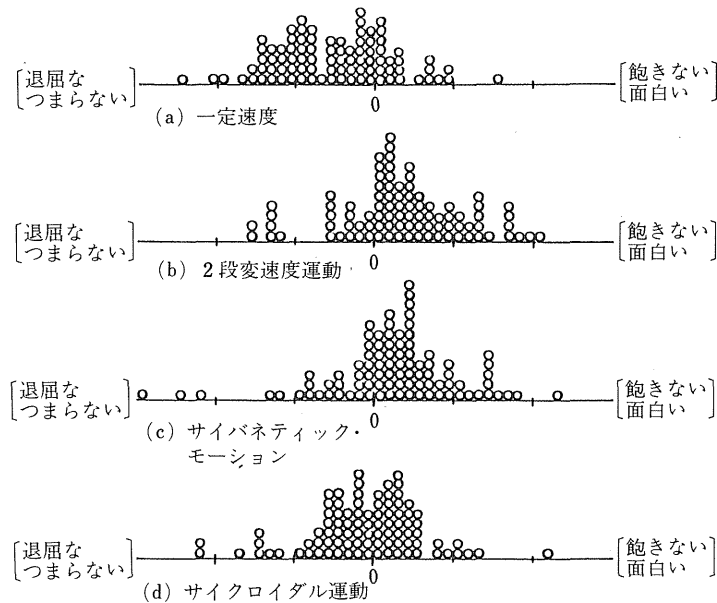 退屈な
つまらない
0
飽きない
面白い
(a) 一定速度
退屈な
つまらない
0
飽きない
面白い
(b) 2段変速度運動
退屈な
つまらない
0
飽きない
面白い
(c) サイバネティック・
モーション
退屈な
つまらない
0
飽きない
面白い
(d) サイクロイダル運動